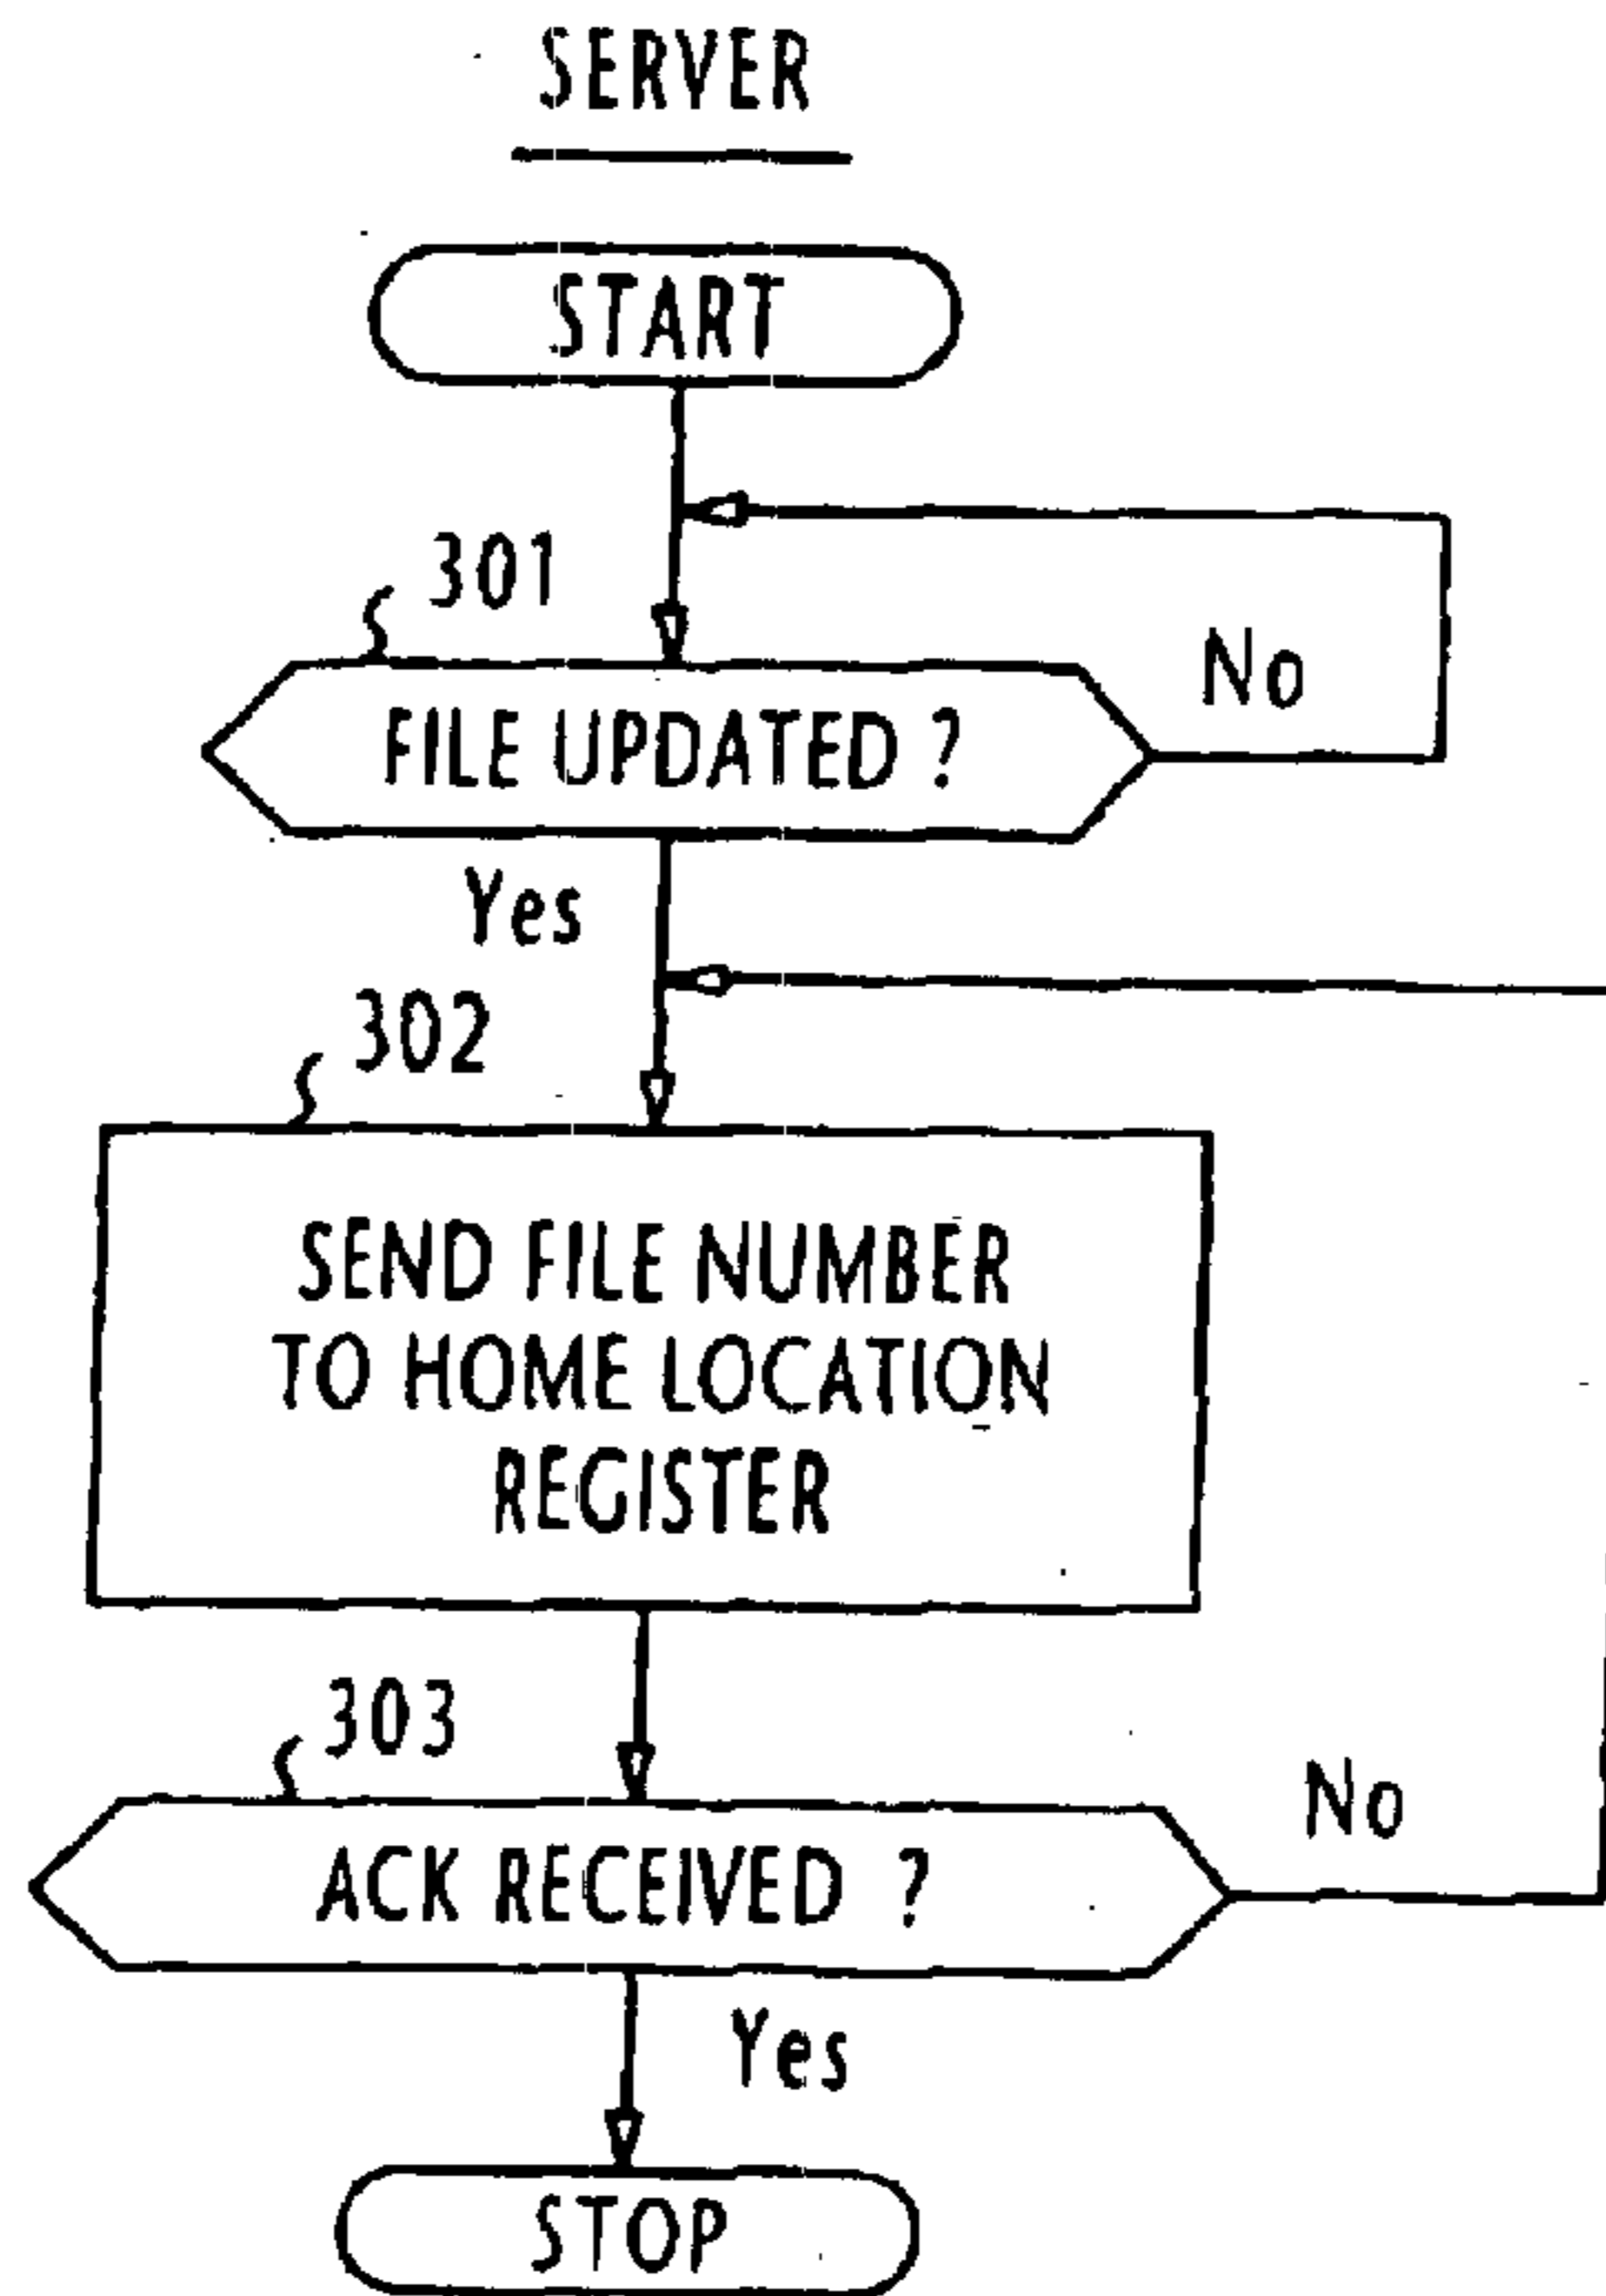 SERVER
START
301
No
FILE UPDATED ?
Yes
302
SEND FILE NUMBER
TO HOME LOCATION
REGISTER
303
No
ACK RECEIVED ?
Yes
STOP